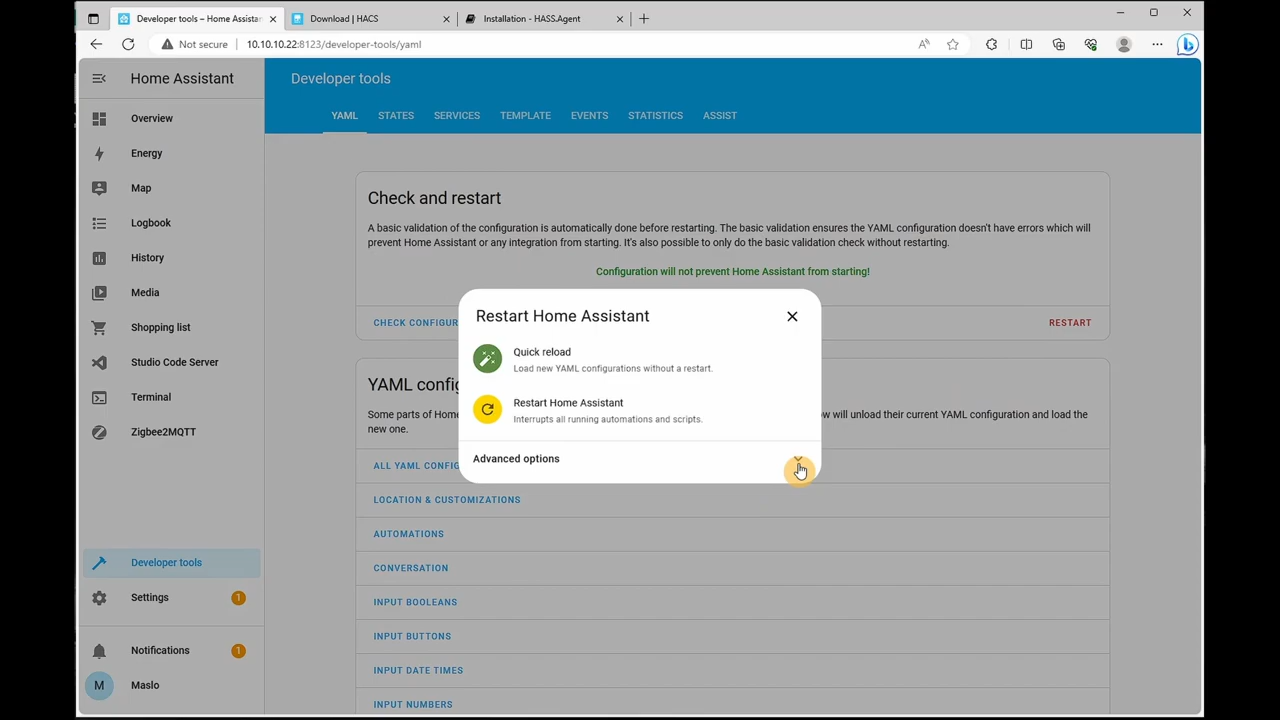 Developer tools – Home Assistan
Download | HACS
Installation - HASS.Agent
Not secure
10.10.10.22:8123/developer-tools/yaml
Home Assistant
Overview
Energy
Map
Logbook
History
Media
Shopping list
Studio Code Server
Terminal
Zigbee2MQTT
Developer tools
Settings
1
Notifications
1
M
Maslo
Developer tools
YAML
STATES
SERVICES
TEMPLATE
EVENTS
STATISTICS
ASSIST
Check and restart
A basic validation of the configuration is automatically done before restarting. The basic validation ensures the YAML configuration doesn't have errors which will
prevent Home Assistant or any integration from starting. It's also possible to only do the basic validation check without restarting.
Configuration will not prevent Home Assistant from starting!
CHECK CONFIGUR
RESTART
Restart Home Assistant
Quick reload
Load new YAML configurations without a restart.
Restart Home Assistant
Interrupts all running automations and scripts.
Advanced options
YAML config
Some parts of Home
ow will unload their current YAML configuration and load the
new one.
ALL YAML CONFIG
LOCATION & CUSTOMIZATIONS
AUTOMATIONS
CONVERSATION
INPUT BOOLEANS
INPUT BUTTONS
INPUT DATE TIMES
INPUT NUMBERS